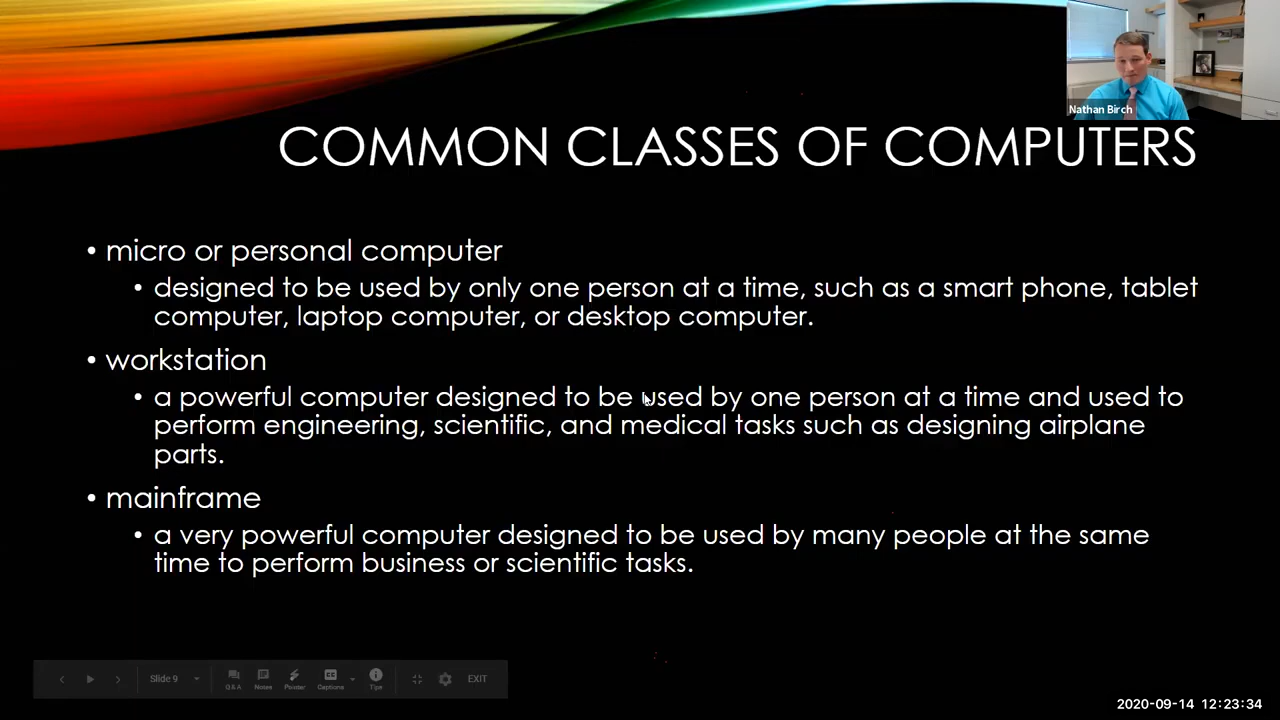 Nathan Birch
COMMON CLASSES OF COMPUTERS
• micro or personal computer
• designed to be used by only one person at a time, such as a smart phone, tablet
computer, laptop computer, or desktop computer.
• workstation
• a powerful computer designed to be used by one person at a time and used to
perform engineering, scientific, and medical tasks such as designing airplane
parts.
• mainframe
• a very powerful computer designed to be used by many people at the same
time to perform business or scientific tasks.
Slide 9
Q&A Notes Pointer Captions Tips
EXIT
2020-09-14 12:23:34